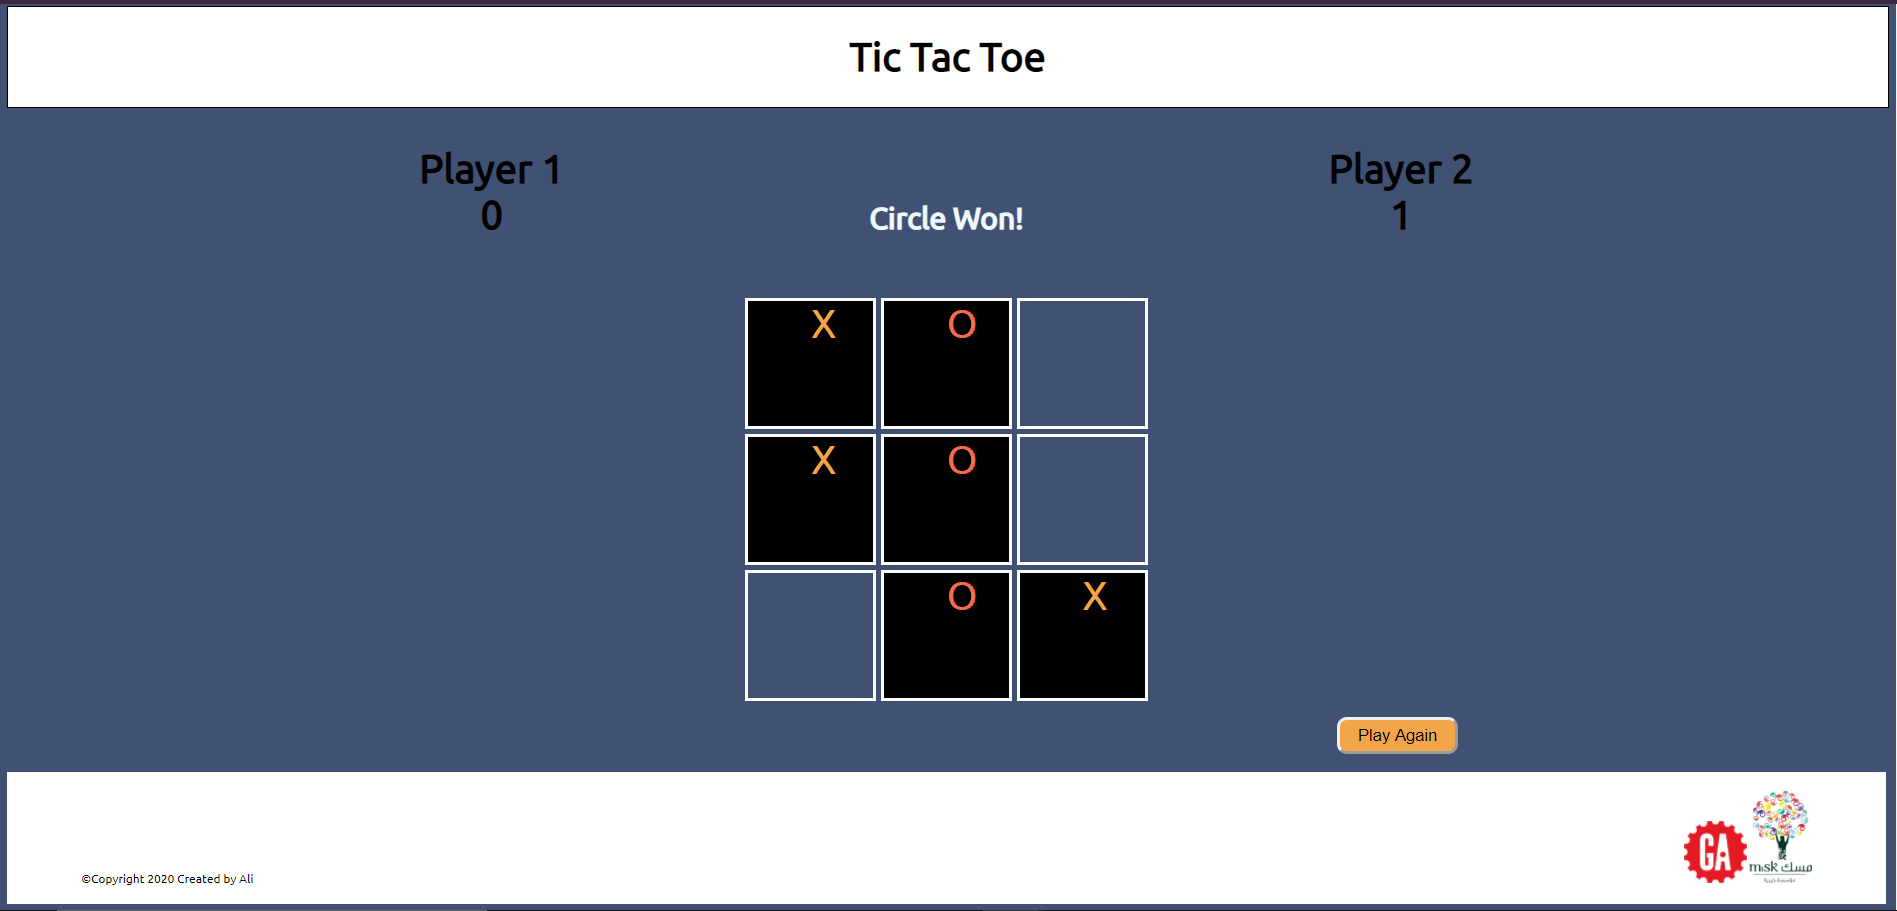 Tic Tac Toe
Player 1
0
Circle Won!
Player 2
1
X O
X O
O X
Play Again
©Copyright 2020 Created by Ali
GA
misk مسك